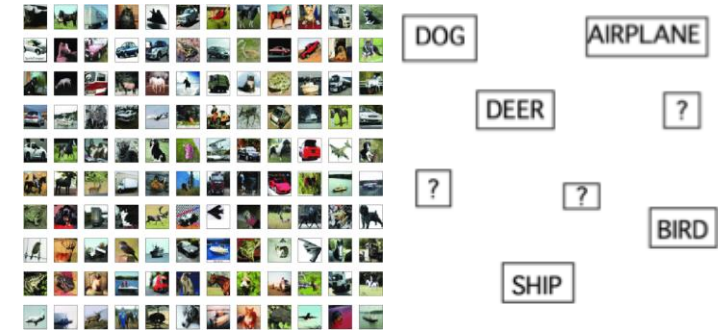 DOG
AIRPLANE
DEER
?
?
?
BIRD
SHIP